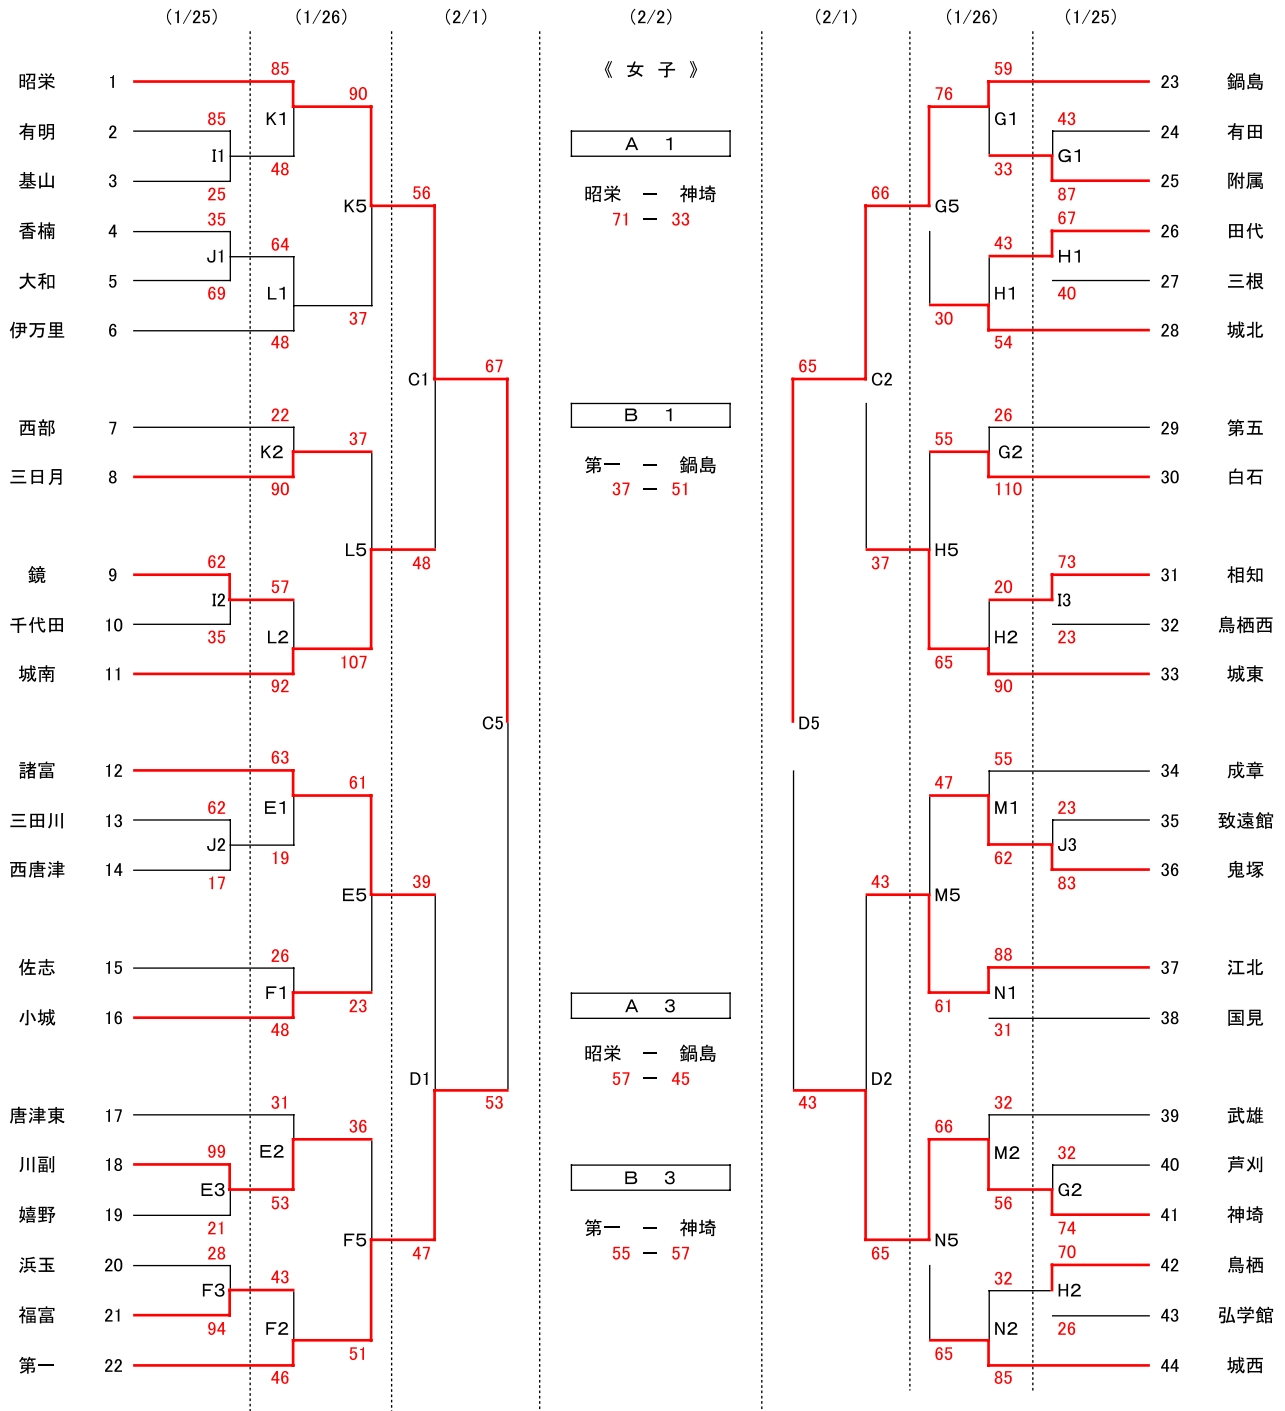 (1/25) (1/26) (2/1) (2/2) (2/1) (1/26) (1/25)
《 女 子 》
昭栄 1 85 90 76 59 23 鍋島
有明 2 85 K1 A 1 G1 43 24 有田
I1 G1
基山 3 25 48 33 87 25 附属
K5 56 昭栄 ー 神埼 66 G5
香楠 4 35 71 ー 33 67 26 田代
J1 64 43 H1
大和 5 69 L1 H1 40 27 三根
伊万里 6 48 37 30 54 28 城北
C1 67 65 C2
西部 7 22 37 B 1 55 26 29 第五
K2 G2
三日月 8 90 第一 ー 鍋島 110 30 白石
37 ー 51
L5 48 37 H5
鏡 9 62 57 20 73 31 相知
I2 I3
千代田 10 35 L2 H2 23 32 鳥栖西
城南 11 92 107 65 90 33 城東
C5 D5
諸富 12 63 61 47 55 34 成章
三田川 13 62 E1 M1 23 35 致遠館
J2 J3
西唐津 14 17 19 62 83 36 鬼塚
E5 39 43 M5
佐志 15 26 88 37 江北
F1 23 61 N1
小城 16 48 A 3 31 38 国見
昭栄 ー 鍋島
D1 57 ー 45 D2
53 43
唐津東 17 31 36 66 32 39 武雄
E2 M2
川副 18 99 B 3 32 40 芦刈
E3 53 56 G2
嬉野 19 21 第一 ー 神埼 74 41 神埼
F5 47 55 ー 57 65 N5
浜玉 20 28 70 42 鳥栖
F3 43 32 H2
福富 21 94 F2 N2 26 43 弘学館
第一 22 46 51 65 85 44 城西